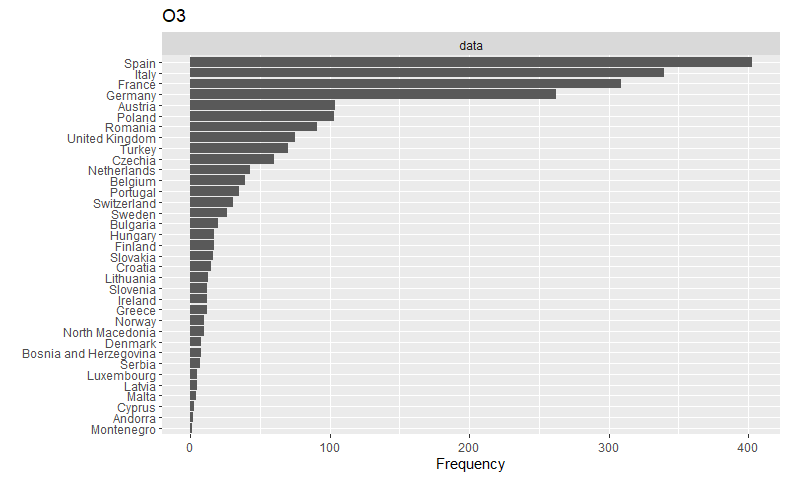 O3
data
Spain
Italy
France
Germany
Austria
Poland
Romania
United Kingdom
Turkey
Czechia
Netherlands
Belgium
Portugal
Switzerland
Sweden
Bulgaria
Hungary
Finland
Slovakia
Croatia
Lithuania
Slovenia
Ireland
Greece
Norway
North Macedonia
Denmark
Bosnia and Herzegovina
Serbia
Luxembourg
Latvia
Malta
Cyprus
Andorra
Montenegro
0 100 200 300 400
Frequency